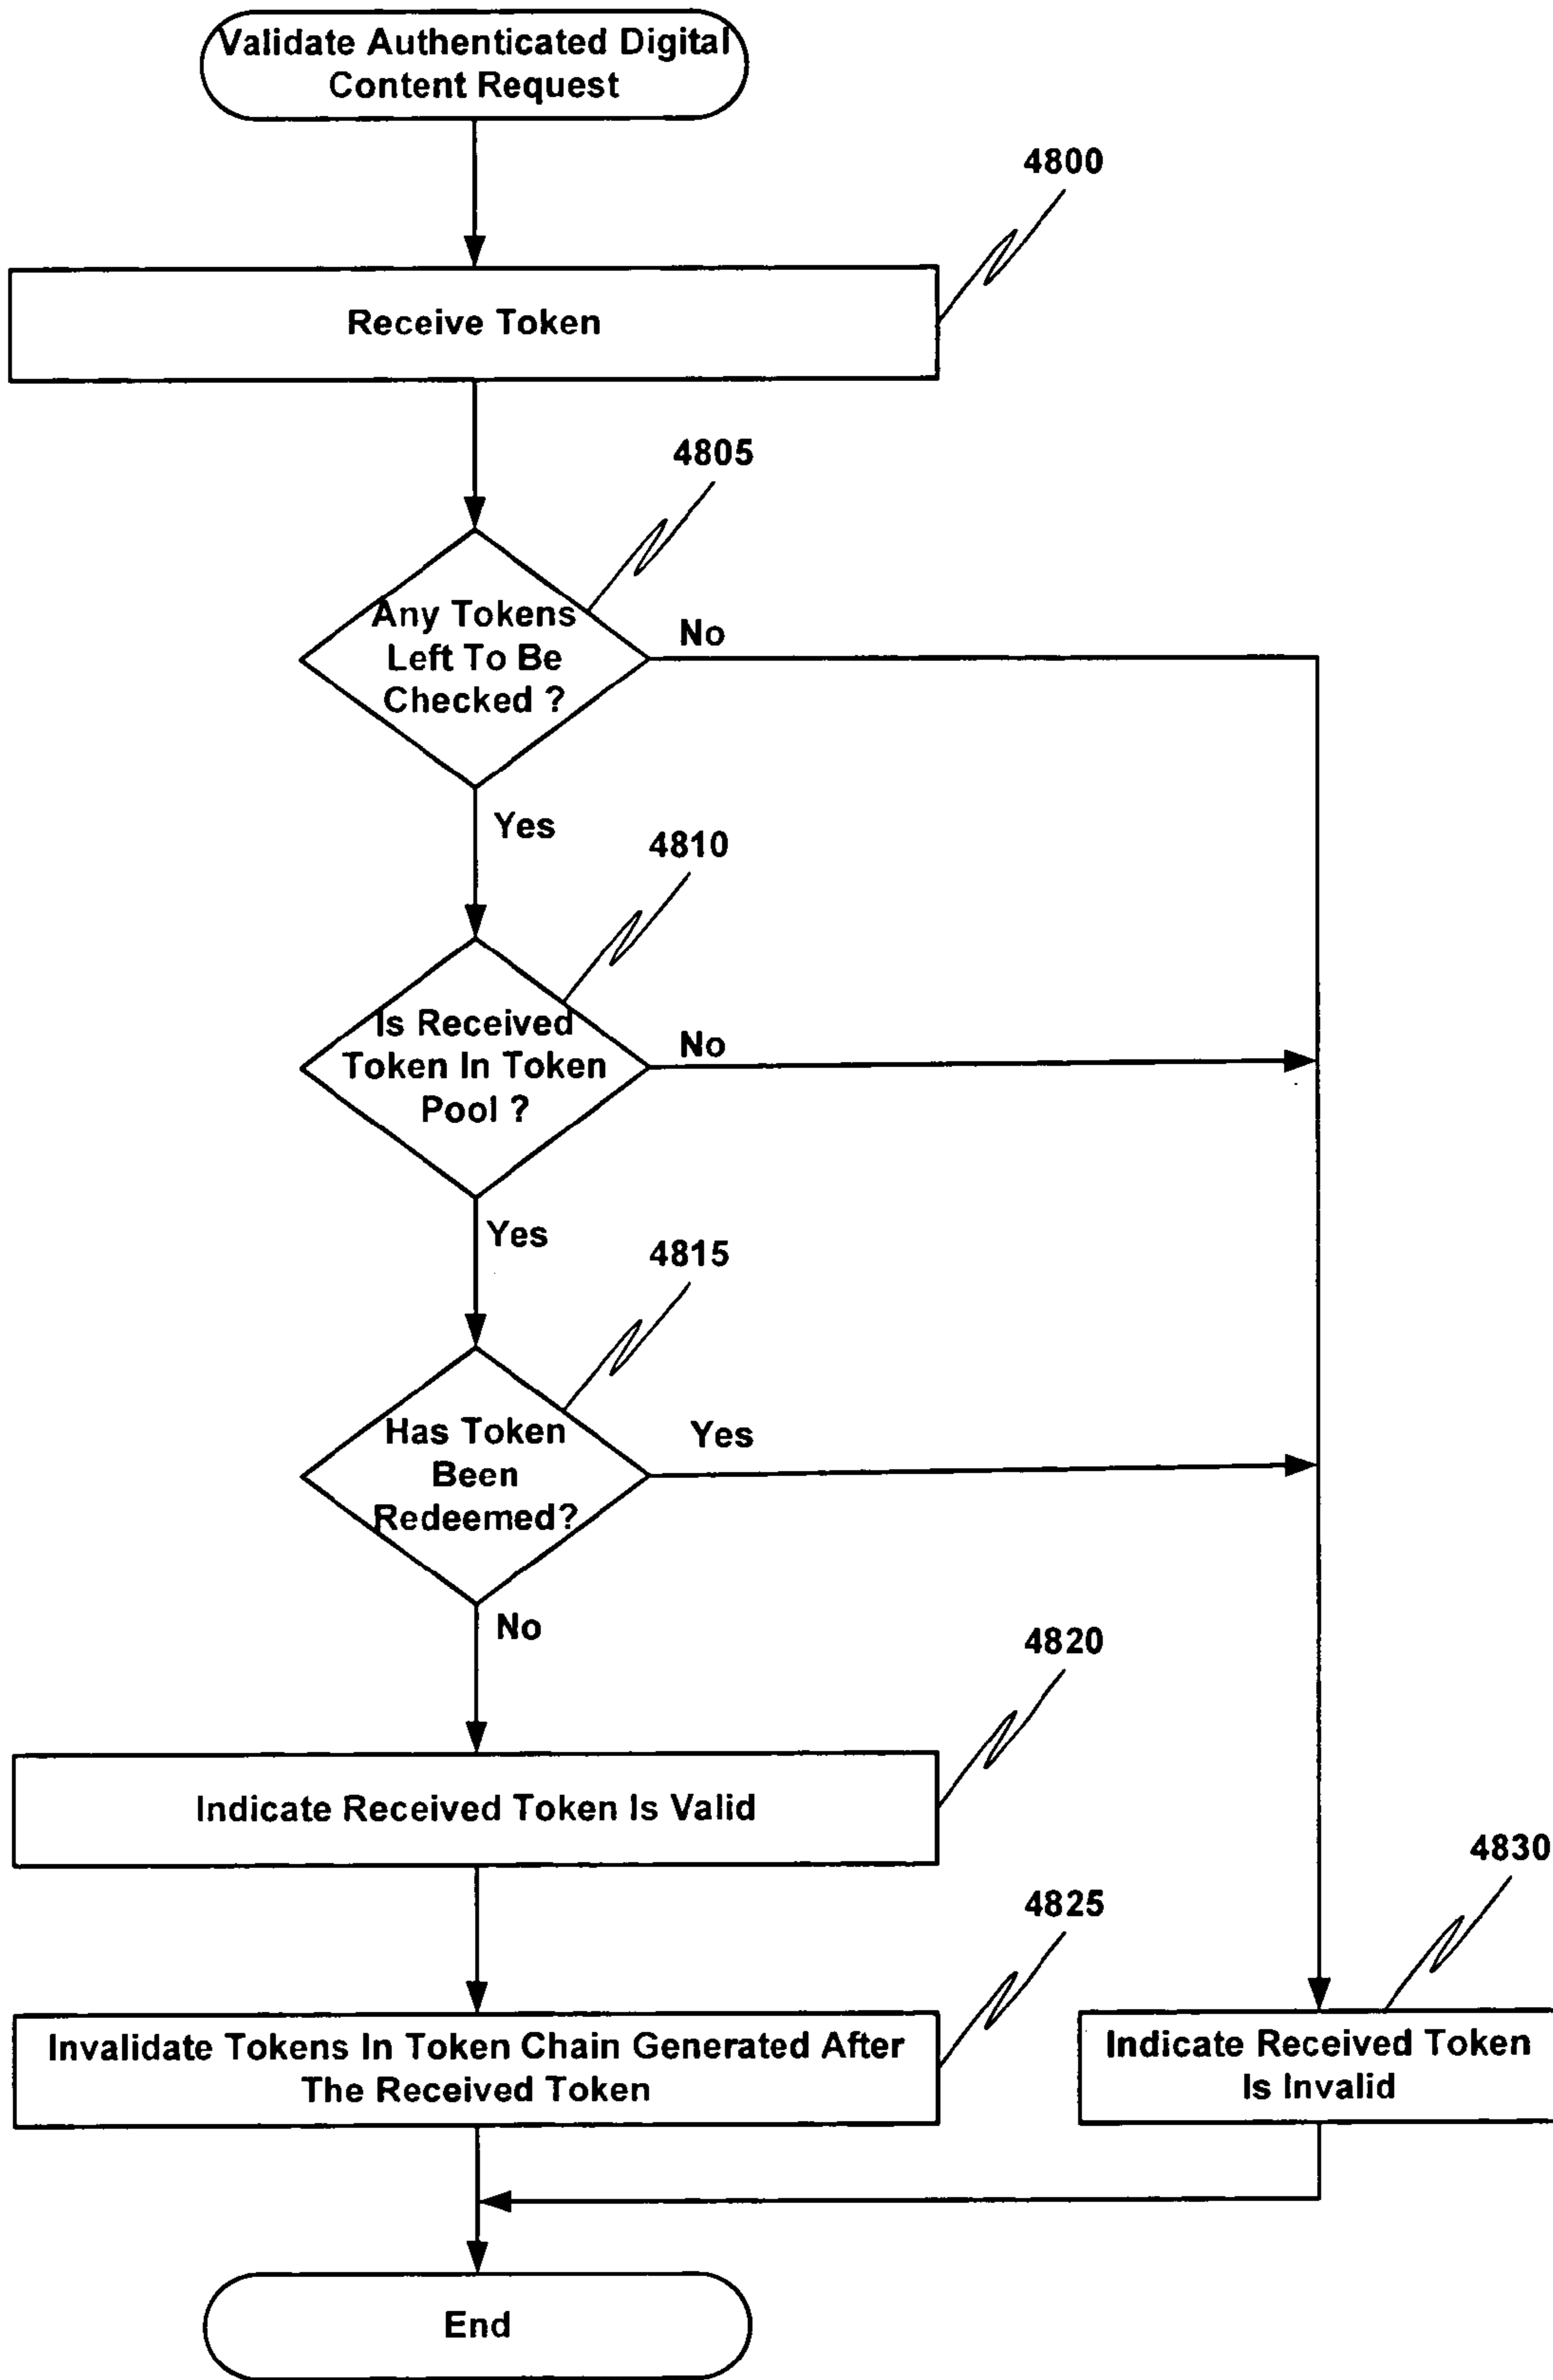 Validate Authenticated Digital
Content Request
4800
Receive Token
4805
Any Tokens
Left To Be
Checked ?
No
Yes
4810
Is Received
Token In Token
Pool ?
No
Yes
4815
Has Token
Been
Redeemed?
Yes
No
4820
Indicate Received Token Is Valid
4830
4825
Invalidate Tokens In Token Chain Generated After
The Received Token
Indicate Received Token
Is Invalid
End